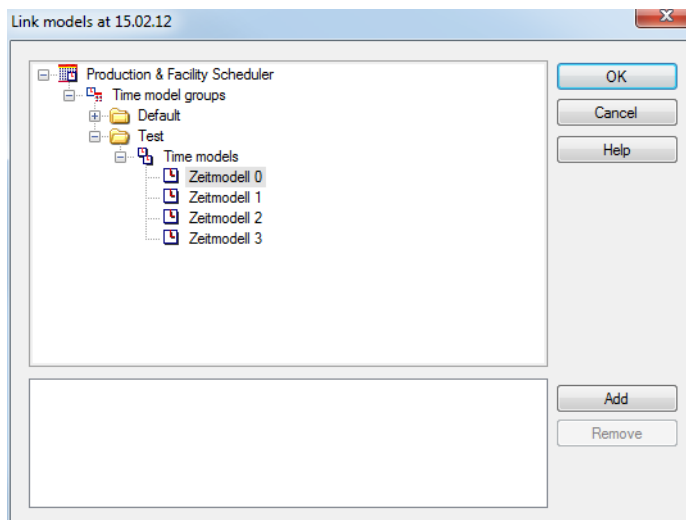 Link models at 15.02.12
Production & Facility Scheduler
Time model groups
Default
Test
Time models
Zeitmodell 0
Zeitmodell 1
Zeitmodell 2
Zeitmodell 3
OK
Cancel
Help
Add
Remove